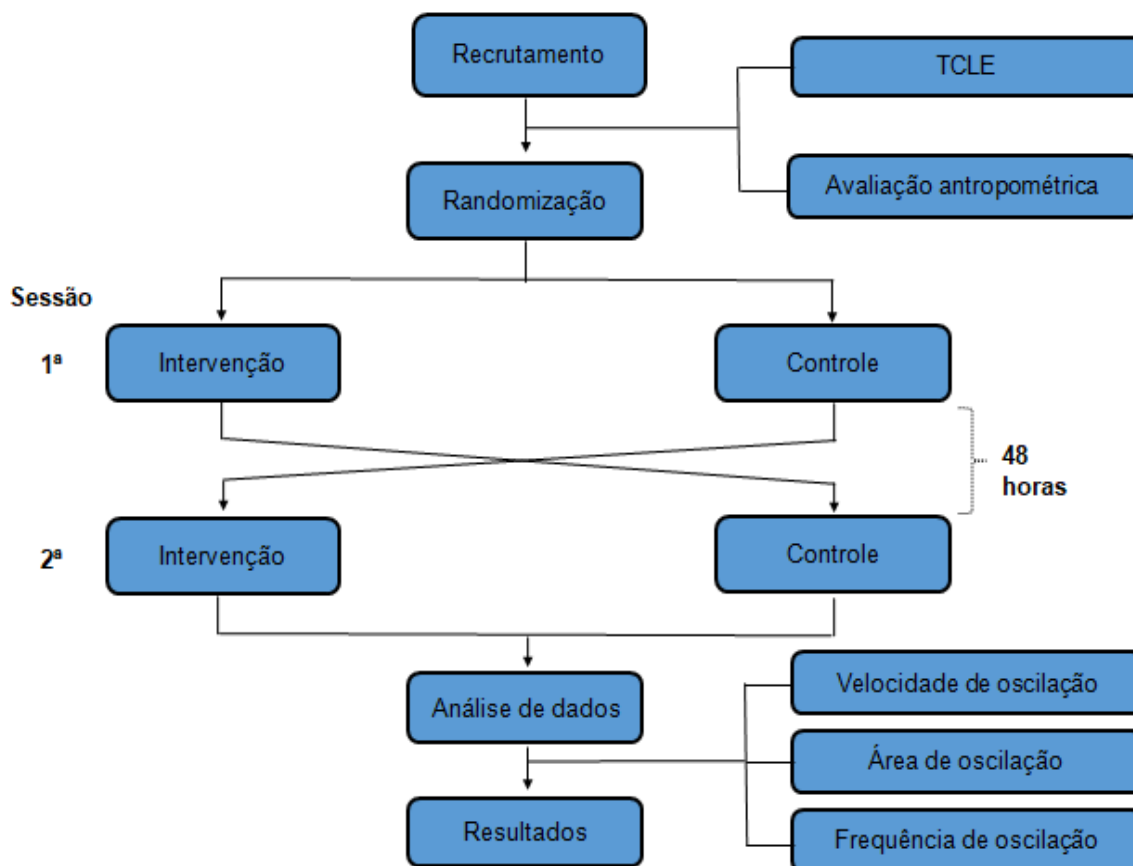 Recrutamento
TCLE
Avaliação antropométrica
Randomização
Sessão
1ª
Intervenção
Controle
48
horas
2ª
Intervenção
Controle
Análise de dados
Velocidade de oscilação
Área de oscilação
Resultados
Frequência de oscilação